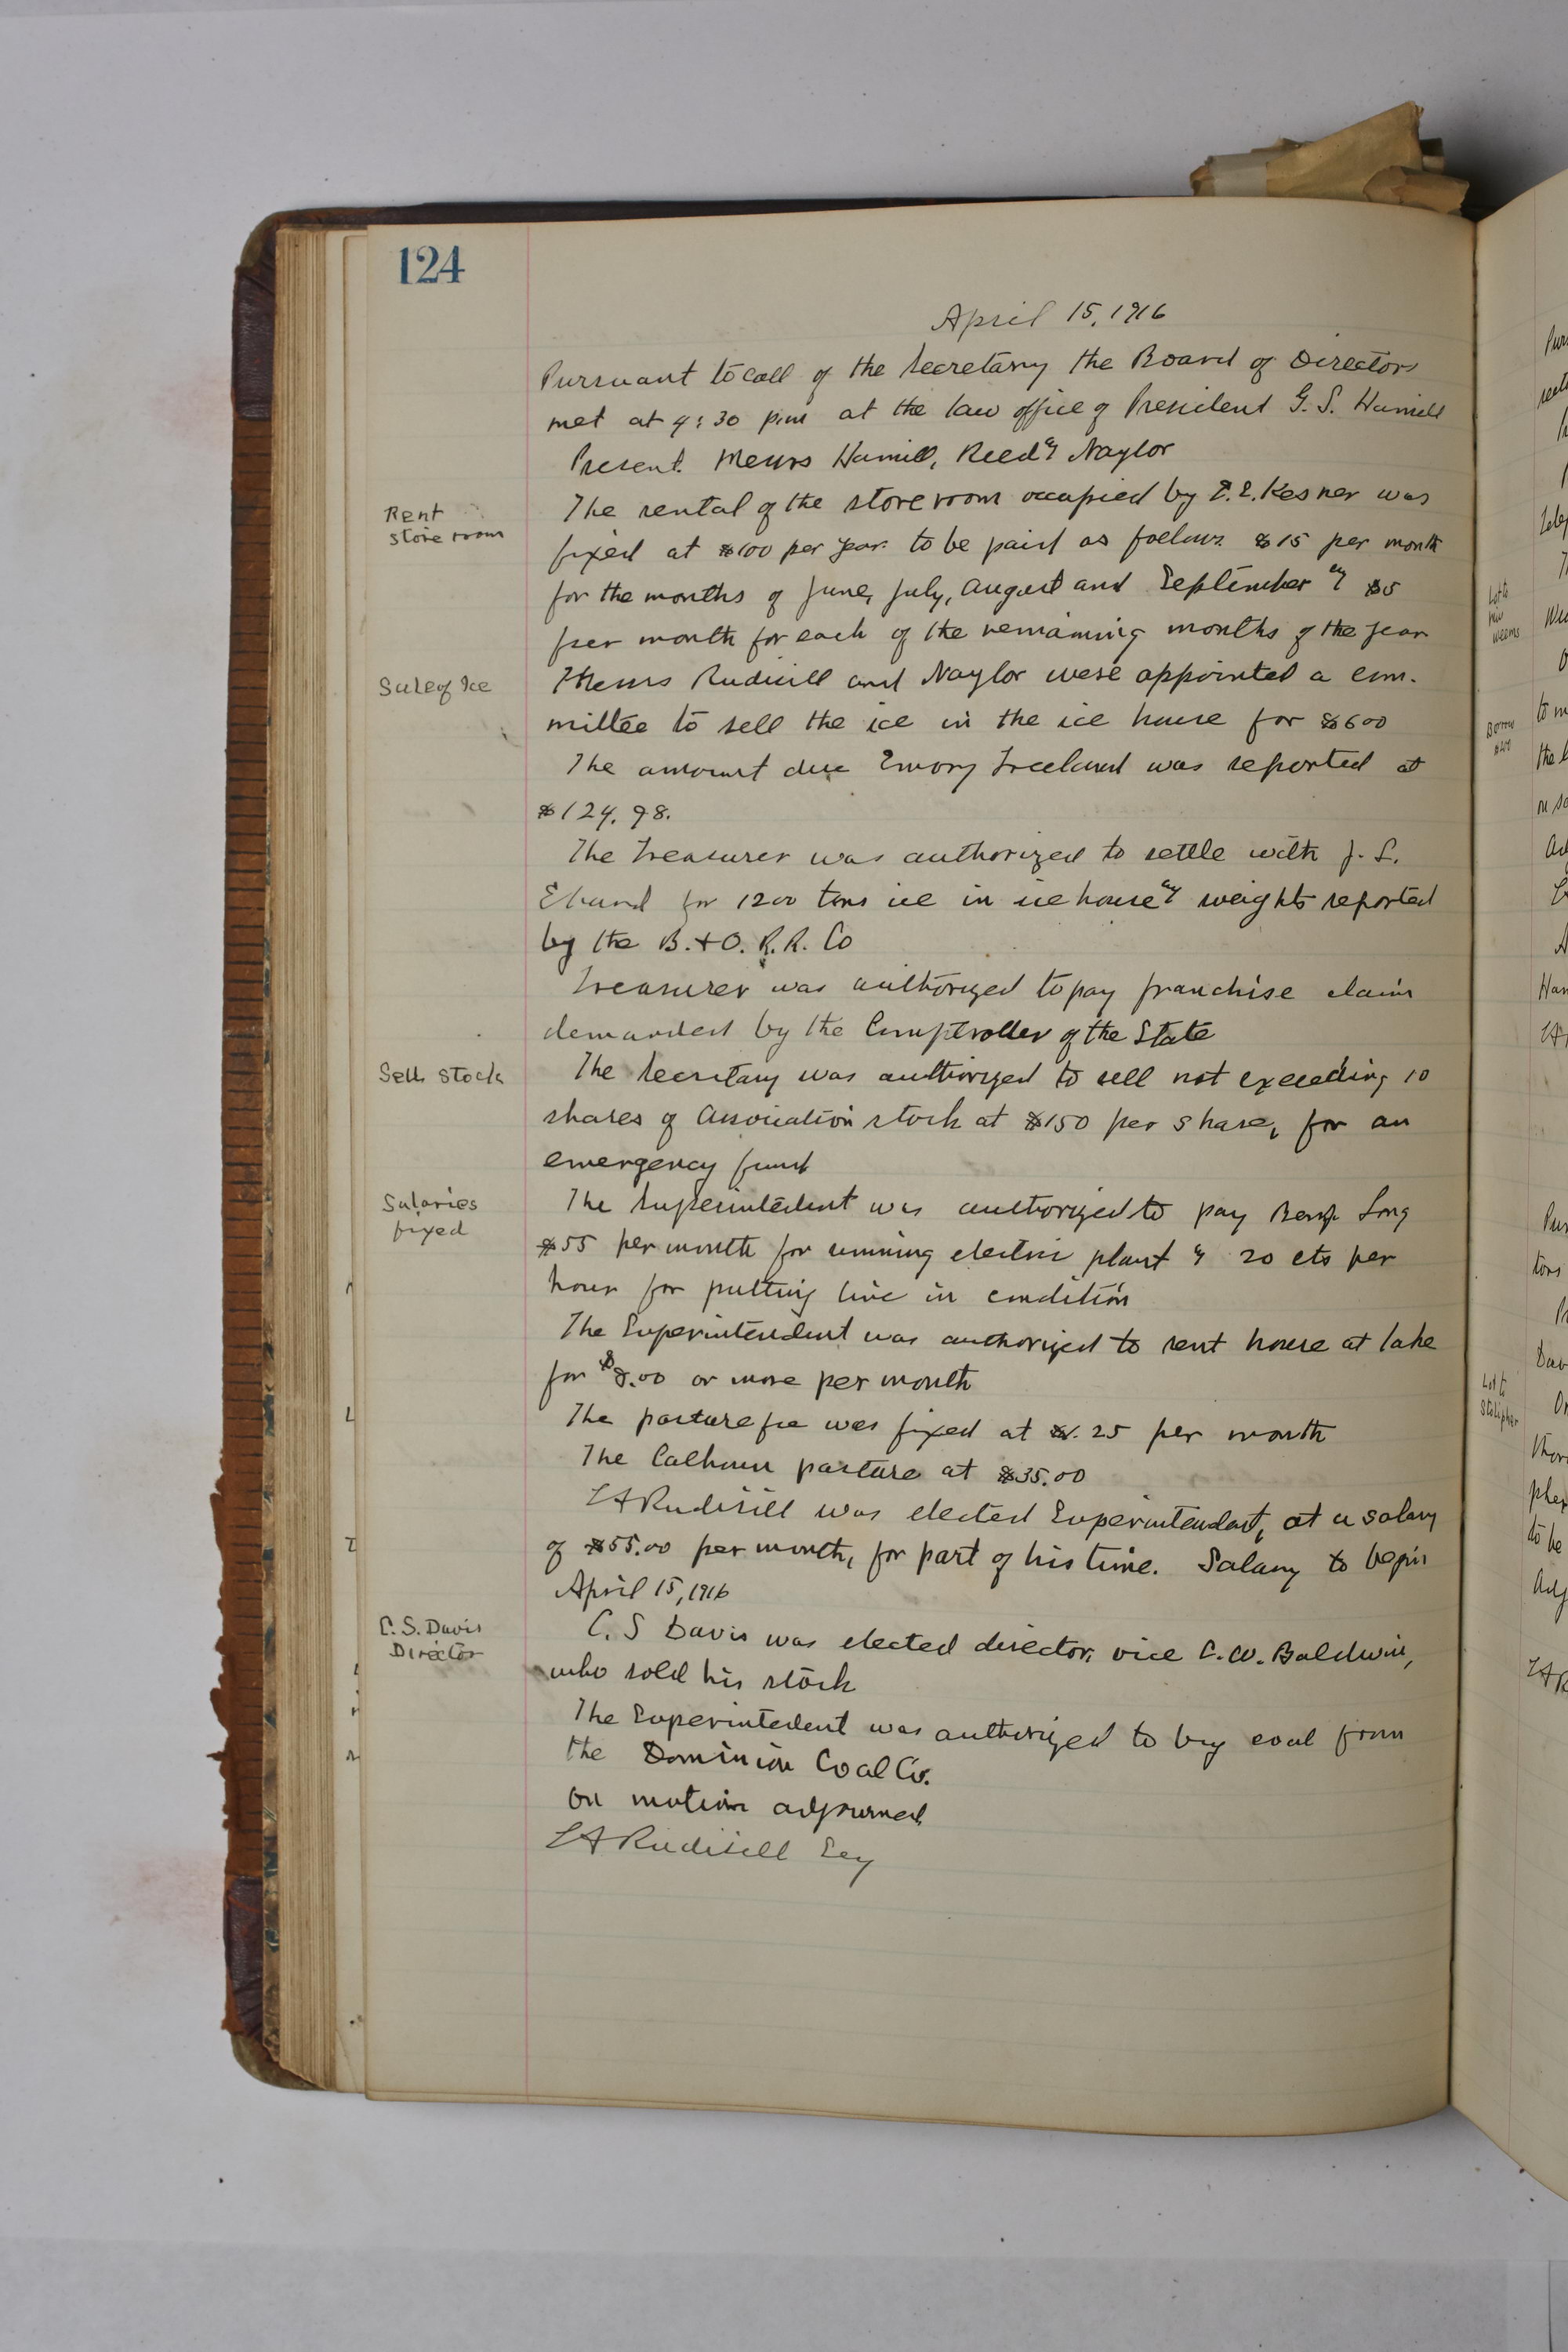 124
April 15, 1916
Pursuant to call of the Secretary the Board of Directors
met at 4:30 p.m at the law office of President G. S. Hamill
Present. Messrs Hamill, Reed & Naylor
Rent
store room
The rental of the store room occupied by E. E. Kesner was
fixed at $100 per year. to be paid as follows $15 per month
for the months of June, July, August and September & $5
per month for each of the remaining months of the year
Sale of Ice
Messrs Rudisill and Naylor were appointed a com-
mittee to sell the ice in the ice house for $600
The amount due Emory Freeland was reported at
$124.98.
The Treasurer was authorized to settle with J. L.
for 1200 tons ice in ice house & weights reported
by the B. & O. R. R. Co
Treasurer was authorized to pay franchise claim
demanded by the Comptroller of the State
Sell stock
The Secretary was authorized to sell not exceeding 10
shares of Association stock at $150 per share, for an
emergency fund
Salaries
fixed
The Superintedent was authorized to pay Benj. Long
$55 per month for running electric plant & 20 cts per
hour for putting line in condition
The Superintendent was authorized to rent house at lake
for $8.00 or more per month
The pasture fee was fixed at $1.25 per month
The Calhoun pasture at $35.00
E A Rudisill was elected Superintendent, at a salary
of $55.00 per month, for part of his time. Salary to begin
April 15, 1916
C. S. Davis
Director
C. S Davis was elected director, vice C. W. Baldwin,
who sold his stock
The Superintedent was authorized to buy coal from
the Dominion Coal Co.
On motion adjourned
E A Rudisill Secy